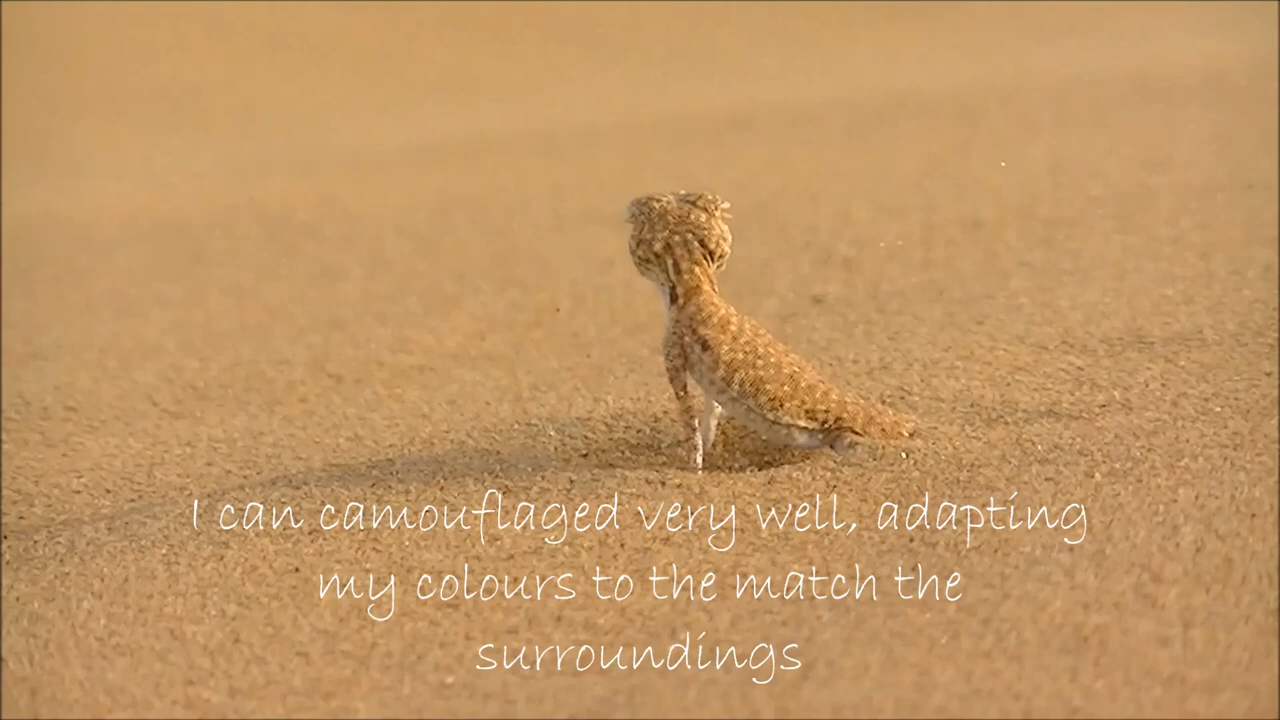 I can camouflaged very well, adapting
my colours to the match the
surroundings